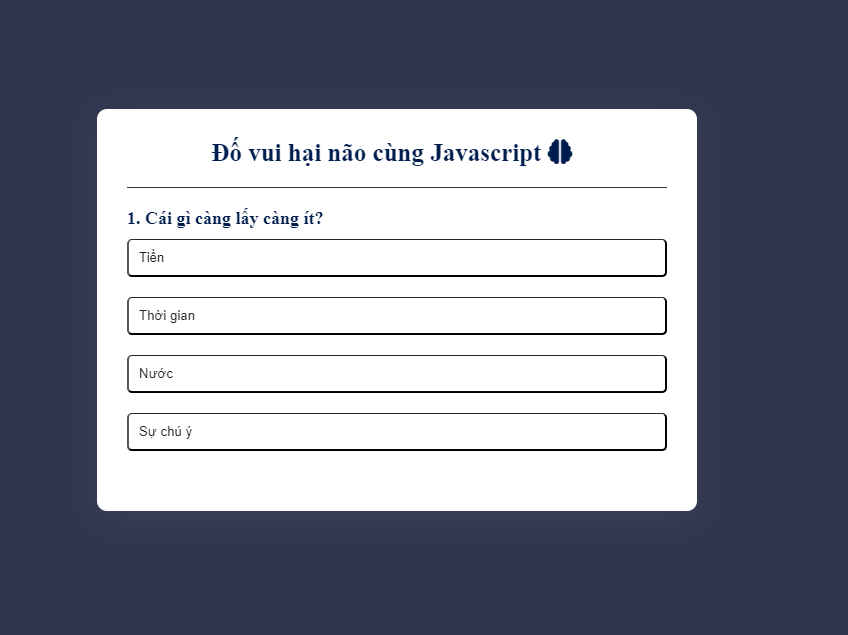 Đố vui hại não cùng Javascript
1. Cái gì càng lấy càng ít?
Tiền
Thời gian
Nước
Sự chú ý